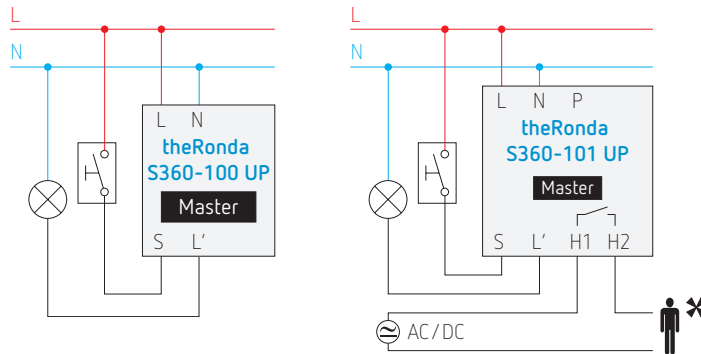 L
N
L N
theRonda
S360-100 UP
Master
S L’
L
N
L N P
theRonda
S360-101 UP
Master
S L’ H1 H2
AC/DC